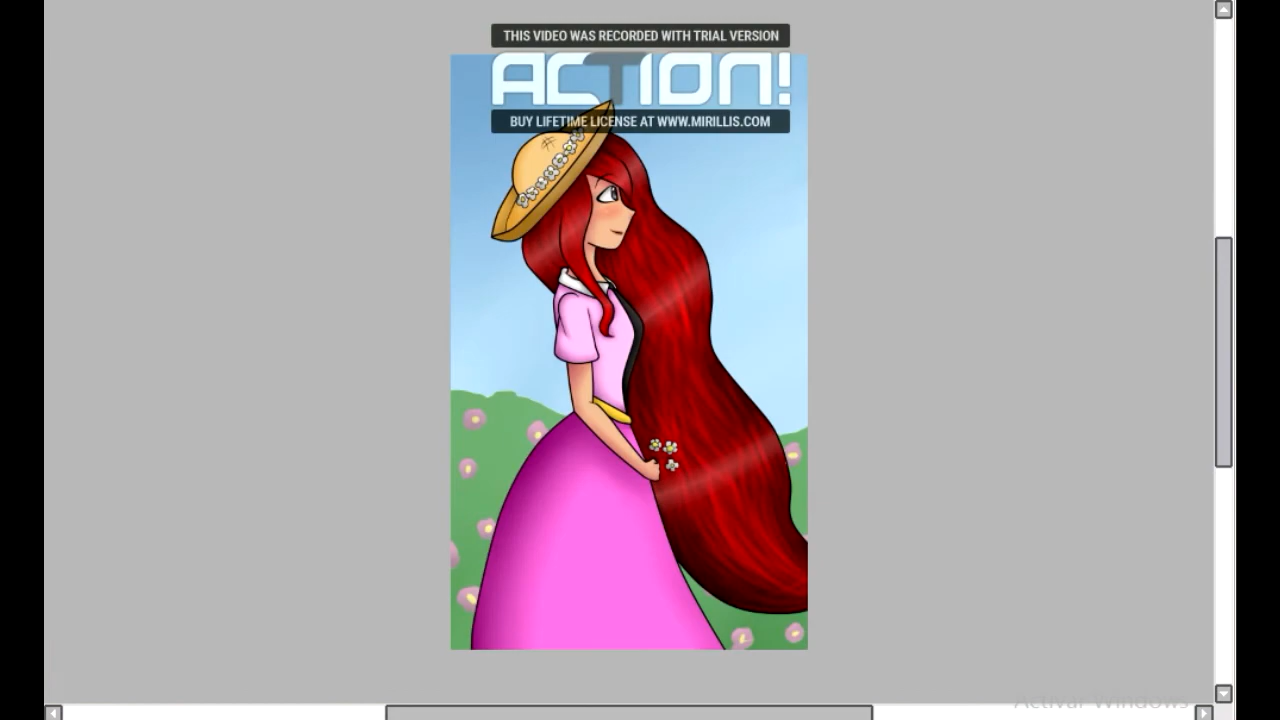 THIS VIDEO WAS RECORDED WITH TRIAL VERSION
ACTION!
BUY LIFETIME LICENSE AT WWW.MIRILLIS.COM
Activar Windows